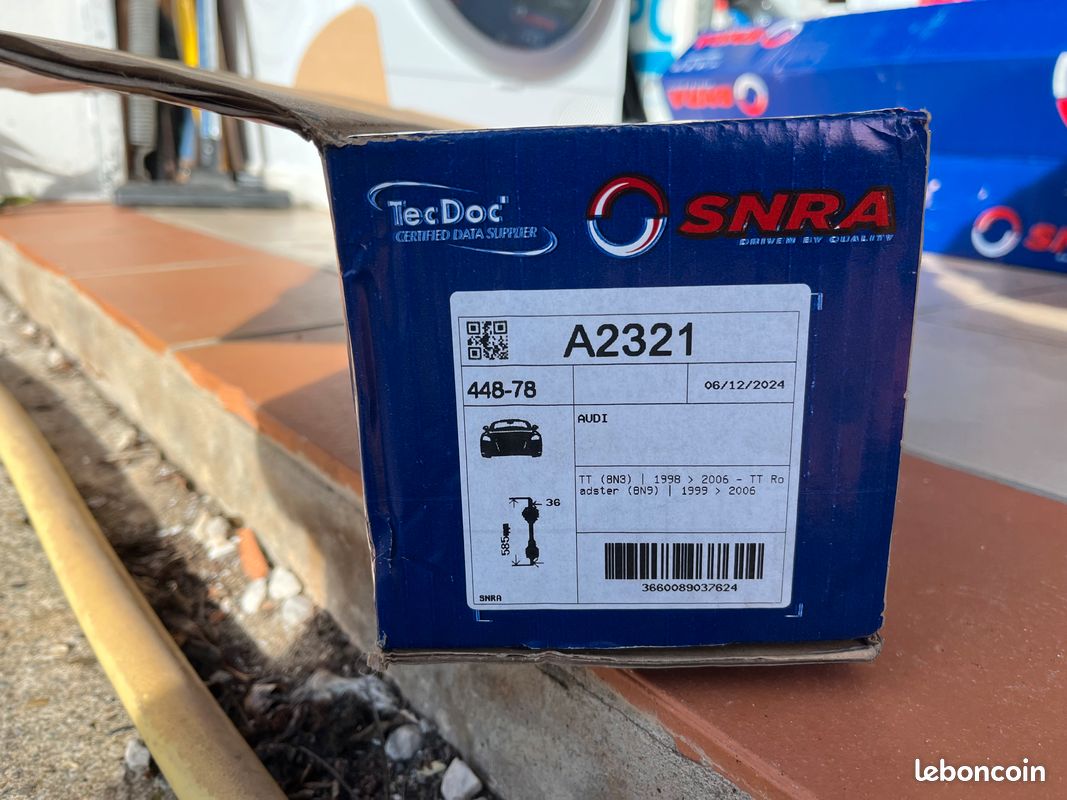 TecDoc
CERTIFIED DATA SUPPLIER
SNRA
DRIVEN BY QUALITY
A2321
448-78
06/12/2024
AUDI
TT (8N3) | 1998 > 2006 - TT Ro
adster (8N9) | 1999 > 2006
36
585mm
3660089037624
SNRA
leboncoin